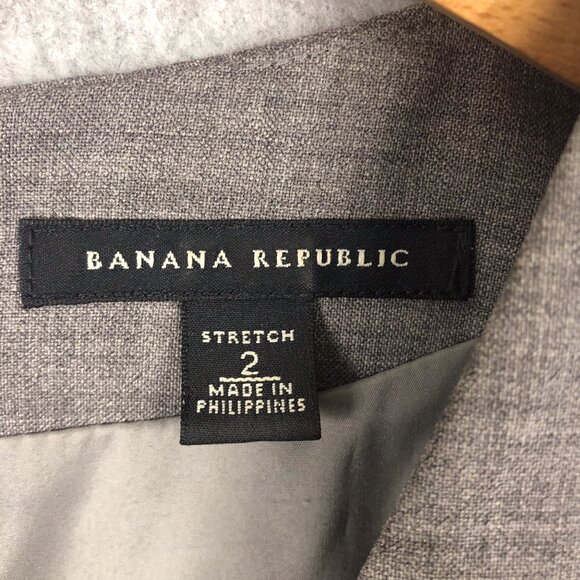 BANANA REPUBLIC
STRETCH
2
MADE IN
PHILIPPINES